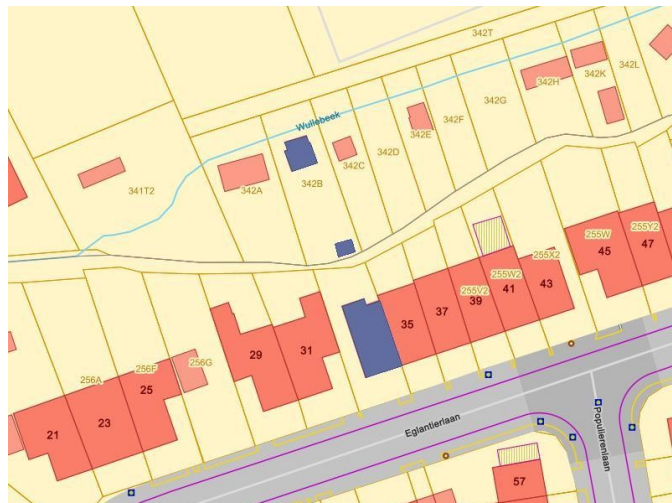 342T
342L
342K
342H
342G
342F
342E
342D
342C
342B
342A
341T2
Wullebeek
255Y2
255W
47
45
255X2
255W2
255V2
43
41
39
37
35
31
29
256G
256F
256A
25
23
21
Eglantierlaan
Populierenlaan
57